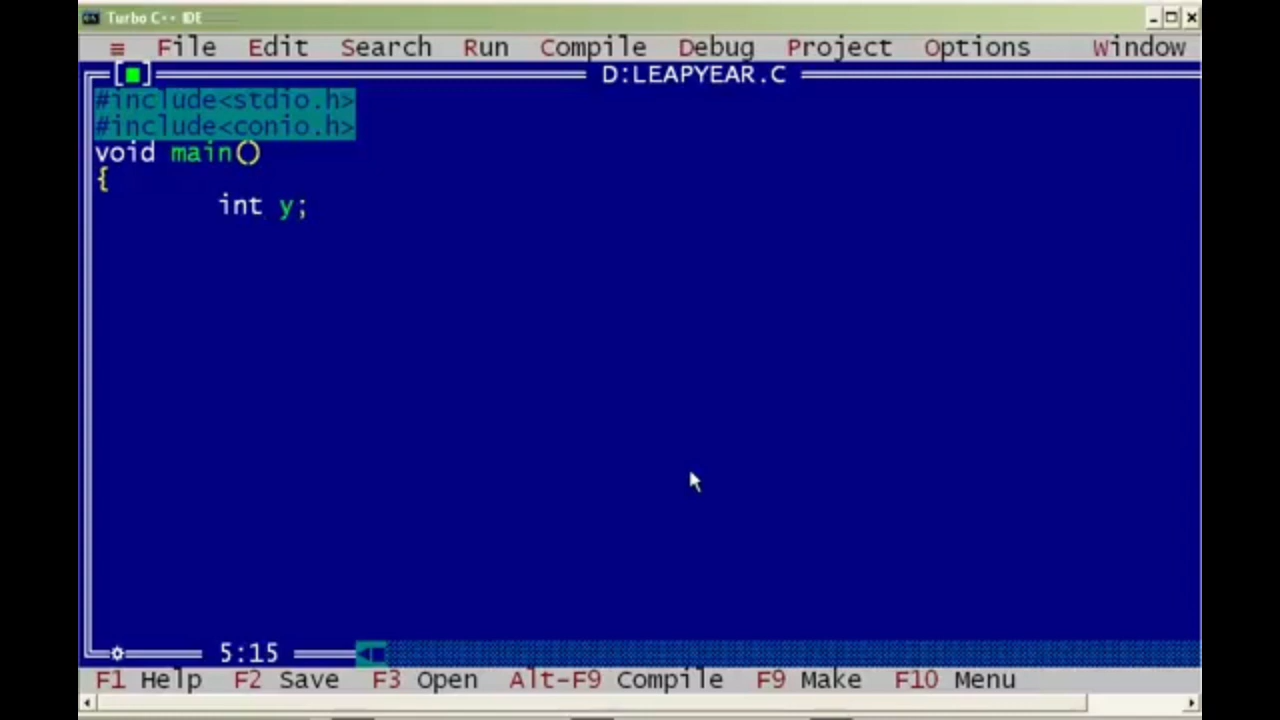 Turbo C++ IDE
≡ File Edit Search Run Compile Debug Project Options Window
D:LEAPYEAR.C
#include<stdio.h>
#include<conio.h>
void main()
{
int y;
5:15
F1 Help F2 Save F3 Open Alt-F9 Compile F9 Make F10 Menu